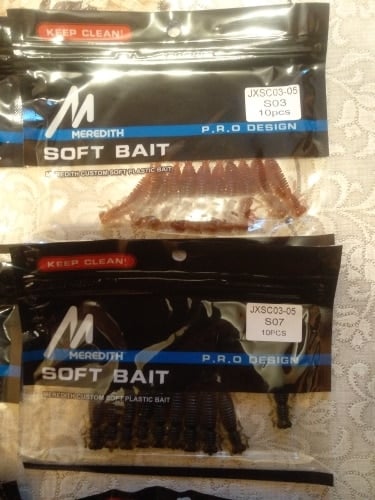 KEEP CLEAN!
JXSC03-05
S03
10pcs
M
MEREDITH
P.R.O DESIGN
SOFT BAIT
MEREDITH CUSTOM SOFT PLASTIC BAIT
KEEP CLEAN!
JXSC03-05
S07
10PCS
M
MEREDITH
P.R.O DESIGN
SOFT BAIT
MEREDITH CUSTOM SOFT PLASTIC BAIT